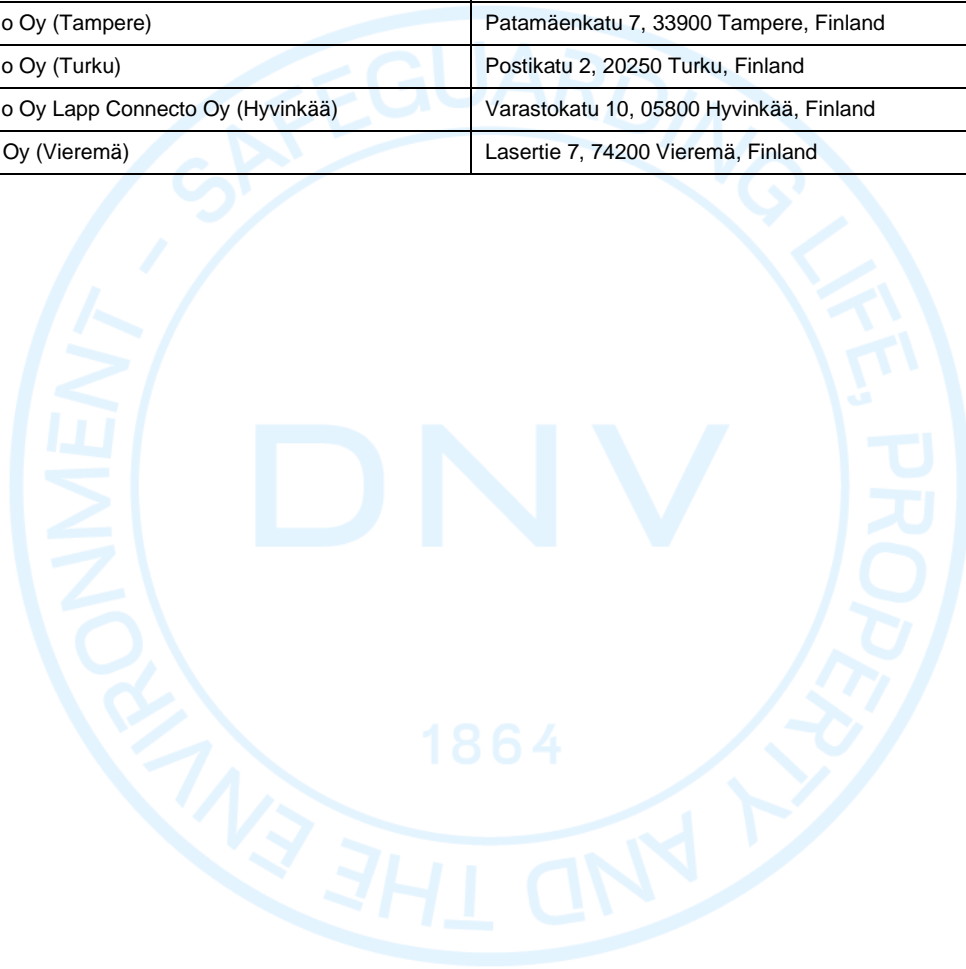 o Oy (Tampere) Patamäenkatu 7, 33900 Tampere, Finland
o Oy (Turku) Postikatu 2, 20250 Turku, Finland
o Oy Lapp Connecto Oy (Hyvinkää) Varastokatu 10, 05800 Hyvinkää, Finland
Oy (Vieremä) Lasertie 7, 74200 Vieremä, Finland
SAFEGUARDING LIFE, PROPERTY AND THE ENVIRONMENT -
DNV
1864